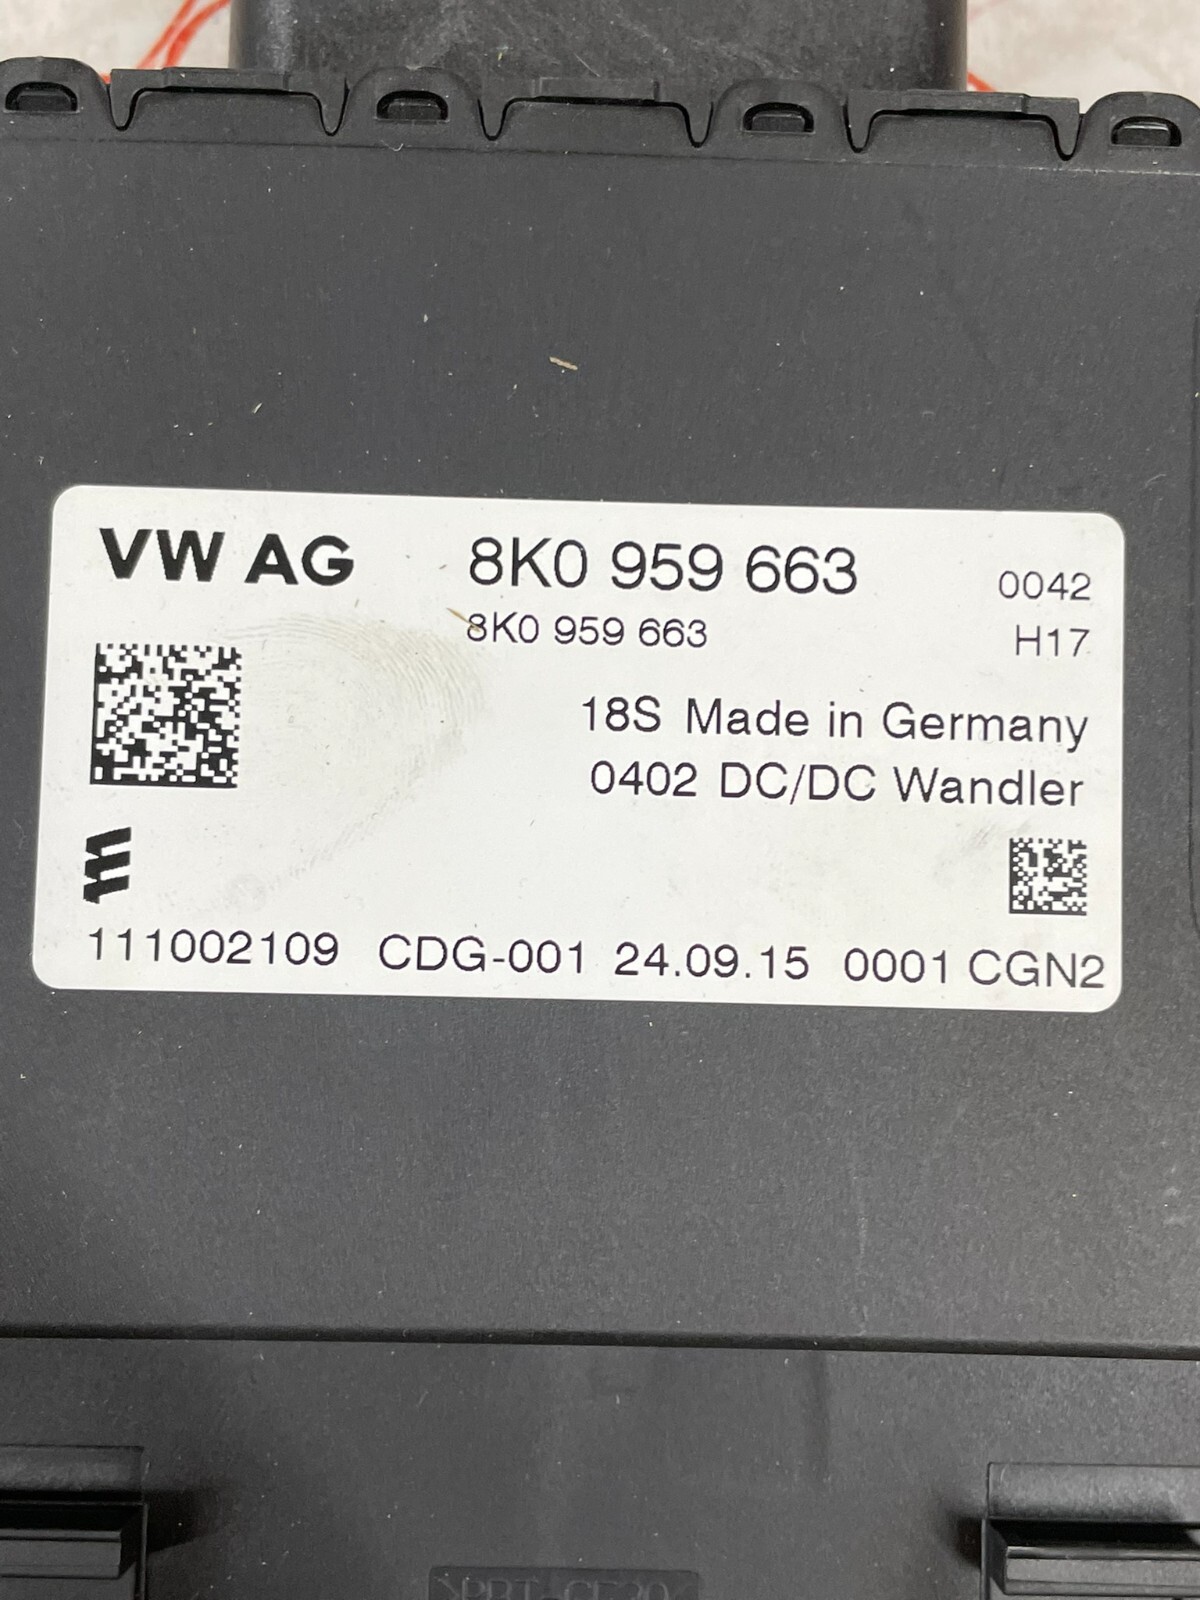 VW AG 8K0 959 663 0042
8K0 959 663 H17
18S Made in Germany
0402 DC/DC Wandler
111002109 CDG-001 24.09.15 0001 CGN2